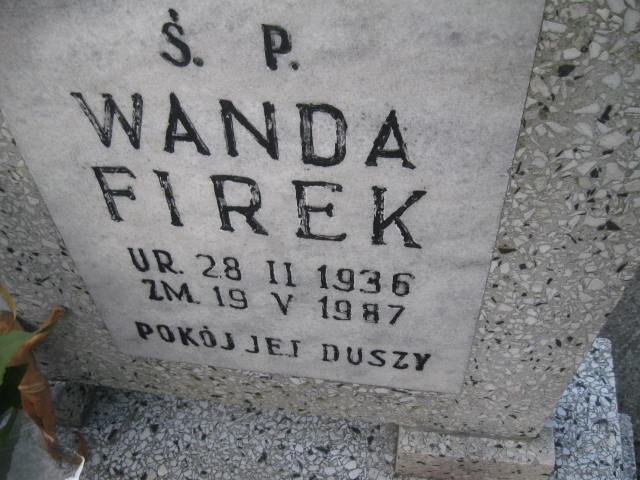 Ś. P.
WANDA
FIREK
UR. 28 II 1936
ZM. 19 V 1987
POKÓJ JEJ DUSZY